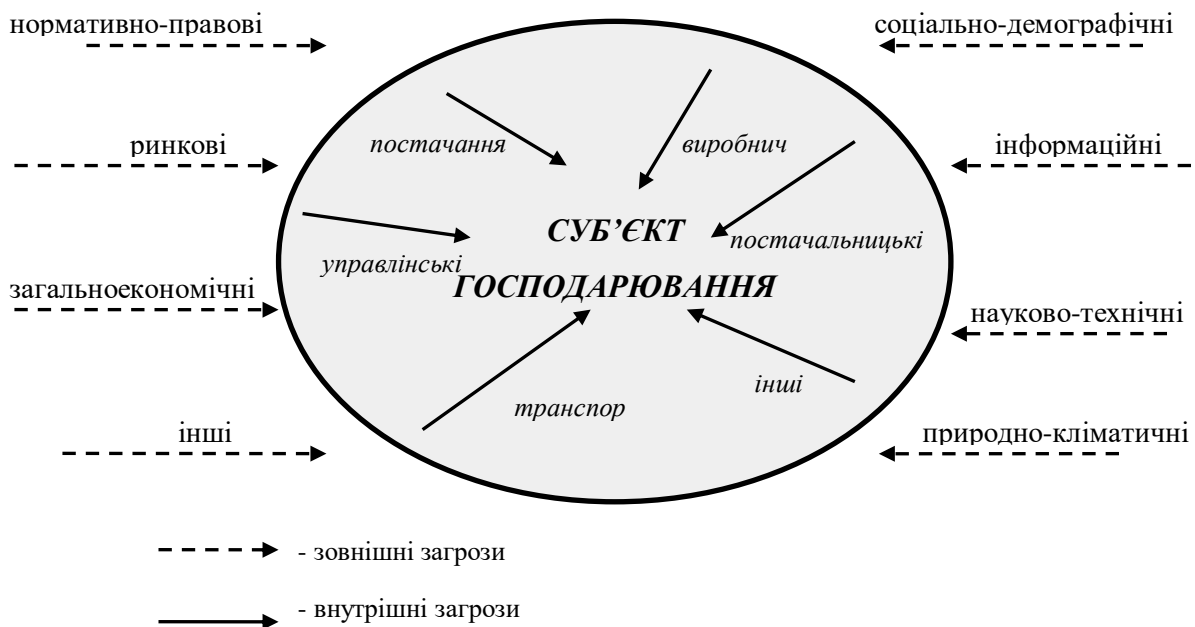 нормативно-правові
соціально-демографічні
ринкові
постачання
виробнич
інформаційні
СУБ’ЄКТ
постачальницькі
управлінські
ГОСПОДАРЮВАННЯ
загальноекономічні
науково-технічні
інші
транспор
інші
природно-кліматичні
- зовнішні загрози
- внутрішні загрози